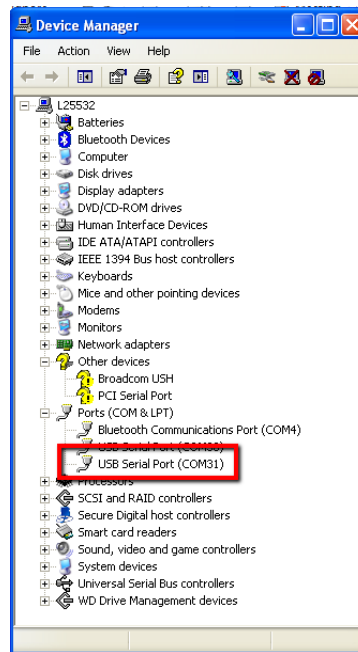 Device Manager
File Action View Help
L25532
Batteries
Bluetooth Devices
Computer
Disk drives
Display adapters
DVD/CD-ROM drives
Human Interface Devices
IDE ATA/ATAPI controllers
IEEE 1394 Bus host controllers
Keyboards
Mice and other pointing devices
Modems
Monitors
Network adapters
Other devices
Broadcom USH
PCI Serial Port
Ports (COM & LPT)
Bluetooth Communications Port (COM4)
USB Serial Port
USB Serial Port (COM31)
Processors
SCSI and RAID controllers
Secure Digital host controllers
Smart card readers
Sound, video and game controllers
System devices
Universal Serial Bus controllers
WD Drive Management devices